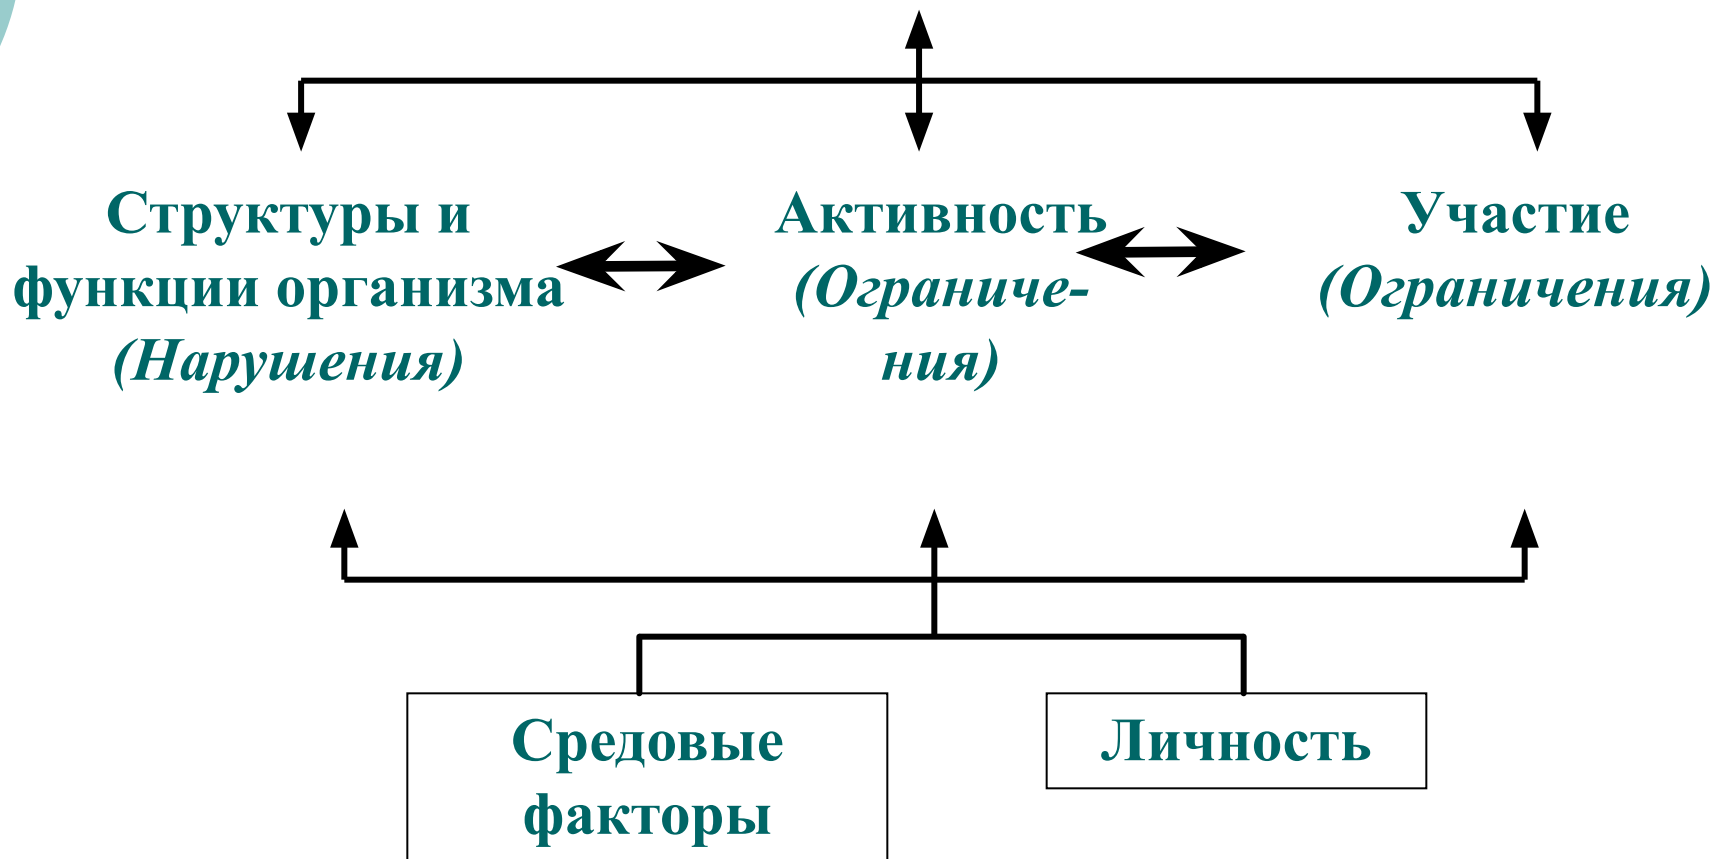 Структуры и
функции организма
(Нарушения)
Активность
(Ограниче-
ния)
Участие
(Ограничения)
Средовые
факторы
Личность